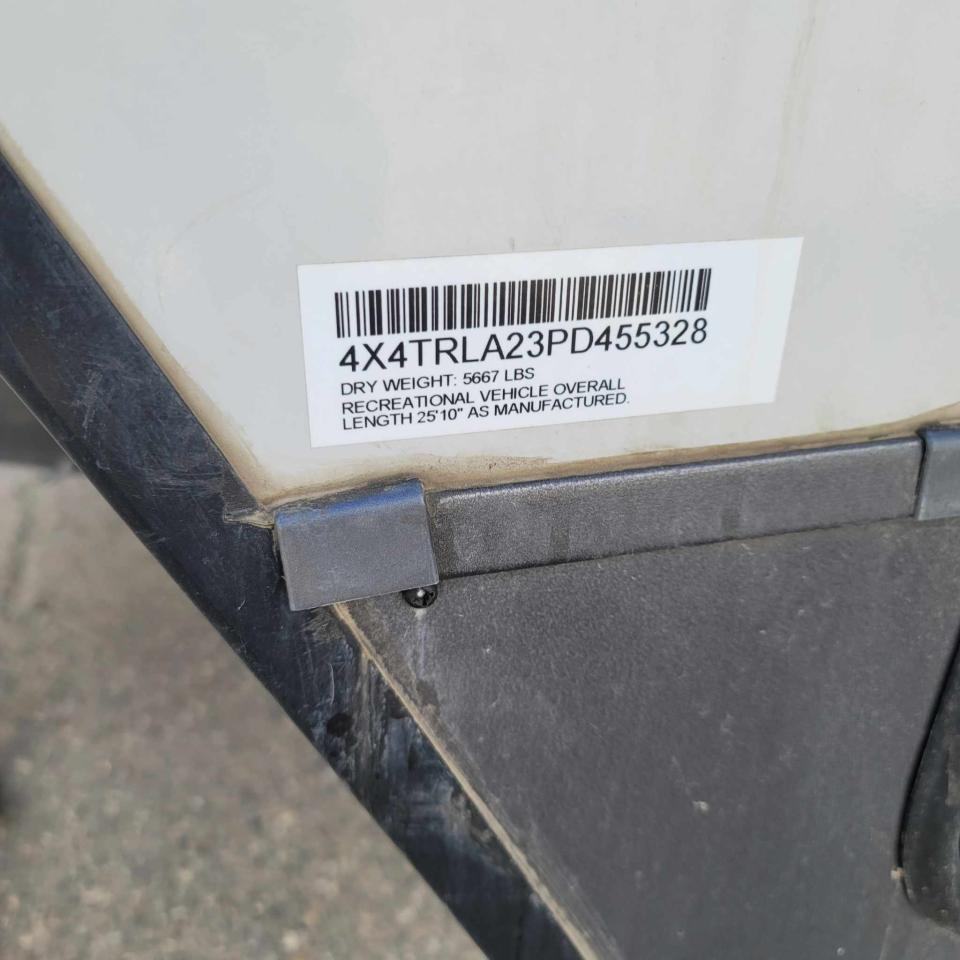 4X4TRLA23PD455328
DRY WEIGHT: 5667 LBS
RECREATIONAL VEHICLE OVERALL
LENGTH 25'10" AS MANUFACTURED.